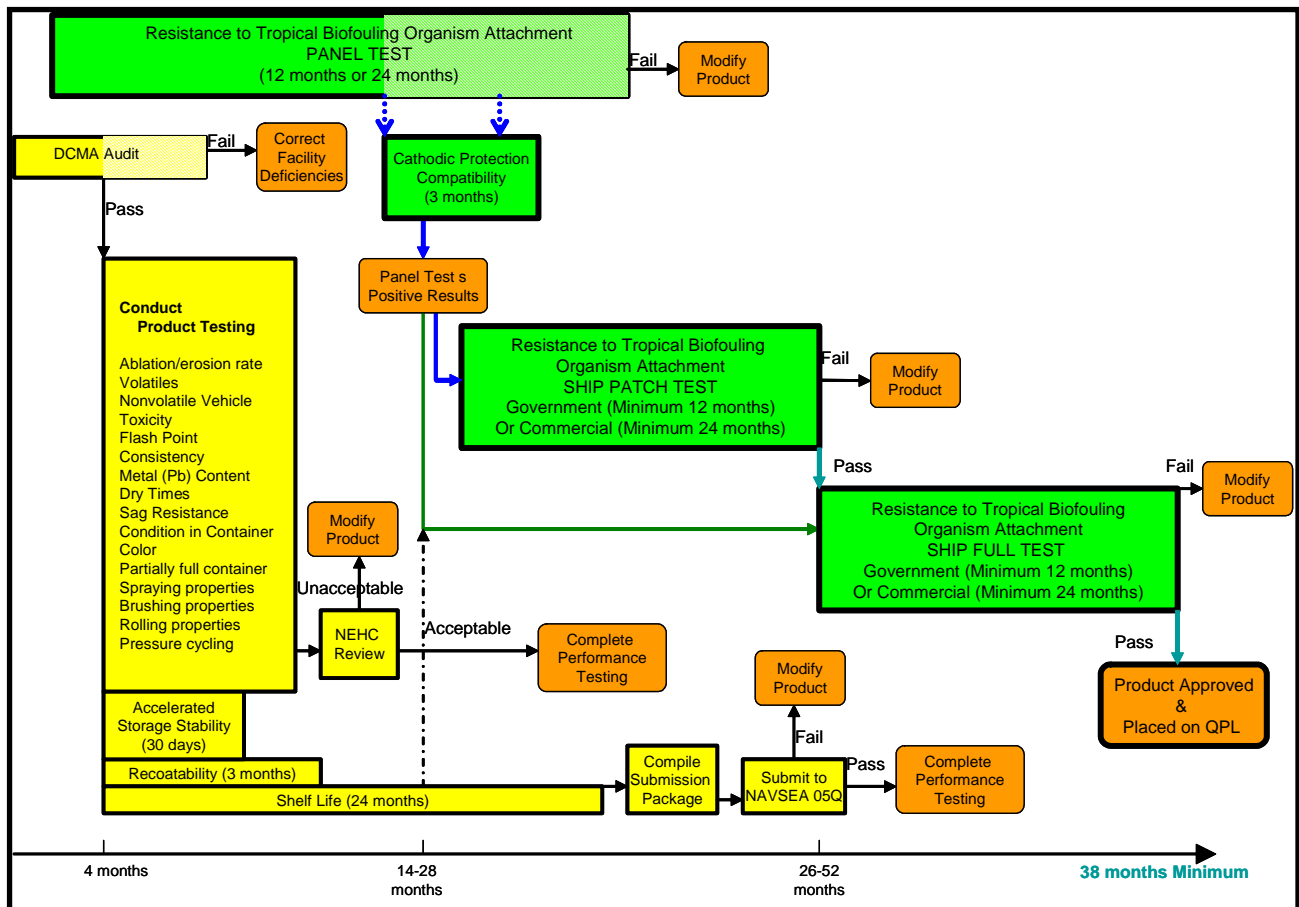 Resistance to Tropical Biofouling Organism Attachment
PANEL TEST
(12 months or 24 months)
Fail
Modify
Product
DCMA Audit
Fail
Correct
Facility
Deficiencies
Pass
Cathodic Protection
Compatibility
(3 months)
Panel Test s
Positive Results
Conduct
Product Testing
Ablation/erosion rate
Volatiles
Nonvolatile Vehicle
Toxicity
Flash Point
Consistency
Metal (Pb) Content
Dry Times
Sag Resistance
Condition in Container
Color
Partially full container
Spraying properties
Brushing properties
Rolling properties
Pressure cycling
Resistance to Tropical Biofouling
Organism Attachment
SHIP PATCH TEST
Government (Minimum 12 months)
Or Commercial (Minimum 24 months)
Fail
Modify
Product
Pass
Resistance to Tropical Biofouling
Organism Attachment
SHIP FULL TEST
Government (Minimum 12 months)
Or Commercial (Minimum 24 months)
Fail
Modify
Product
Pass
Product Approved
&
Placed on QPL
Modify
Product
Unacceptable
NEHC
Review
Acceptable
Complete
Performance
Testing
Accelerated
Storage Stability
(30 days)
Recoatability (3 months)
Shelf Life (24 months)
Compile
Submission
Package
Modify
Product
Fail
Submit to
NAVSEA 05Q
Pass
Complete
Performance
Testing
4 months
14-28
months
26-52
months
38 months Minimum